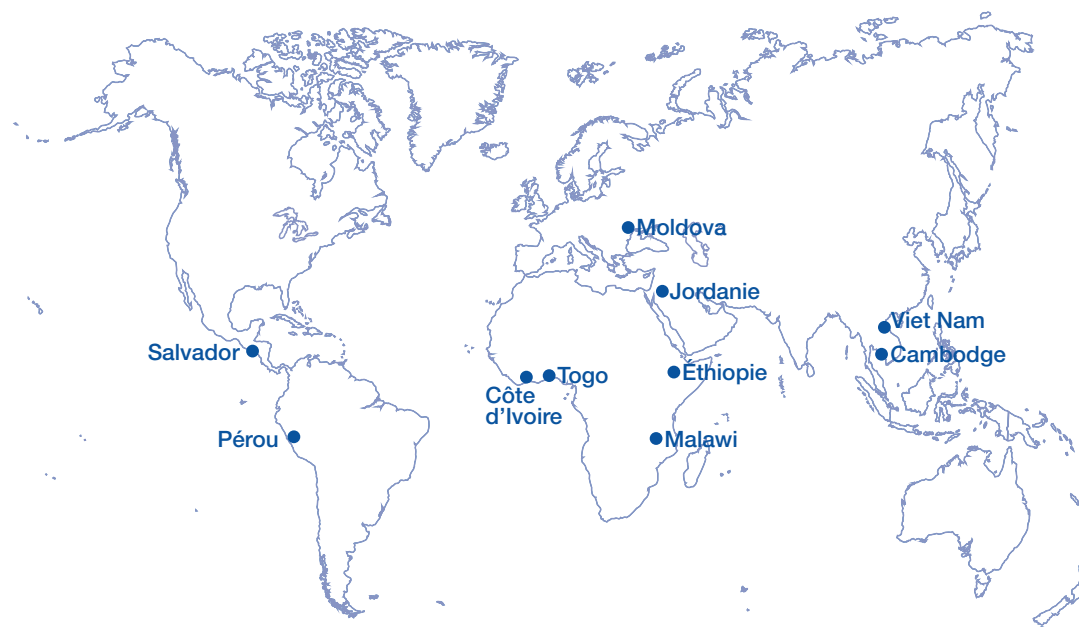 Moldova
Jordanie
Viet Nam
Salvador
Cambodge
Togo
Éthiopie
Côte
d'Ivoire
Pérou
Malawi